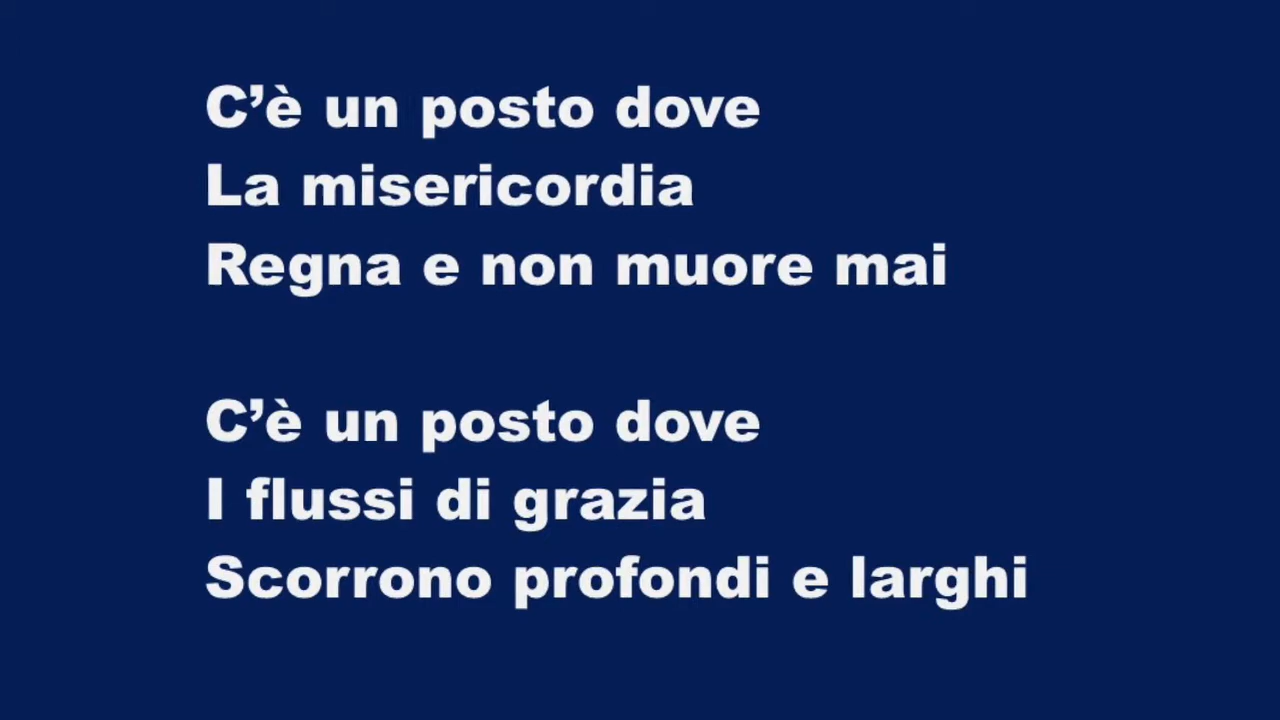 C’è un posto dove
La misericordia
Regna e non muore mai
C’è un posto dove
I flussi di grazia
Scorrono profondi e larghi